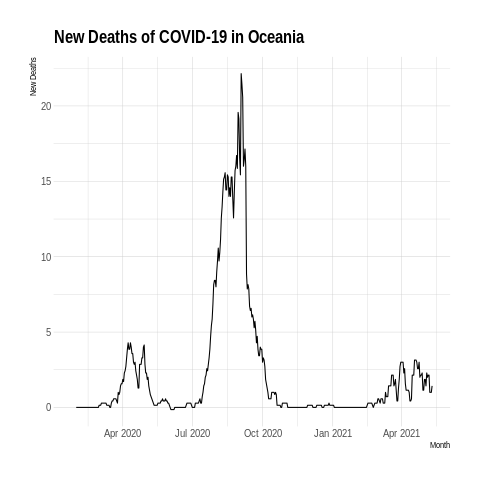 New Deaths of COVID-19 in Oceania
New Deaths
20
15
10
5
0
Apr 2020 Jul 2020 Oct 2020 Jan 2021 Apr 2021
Month